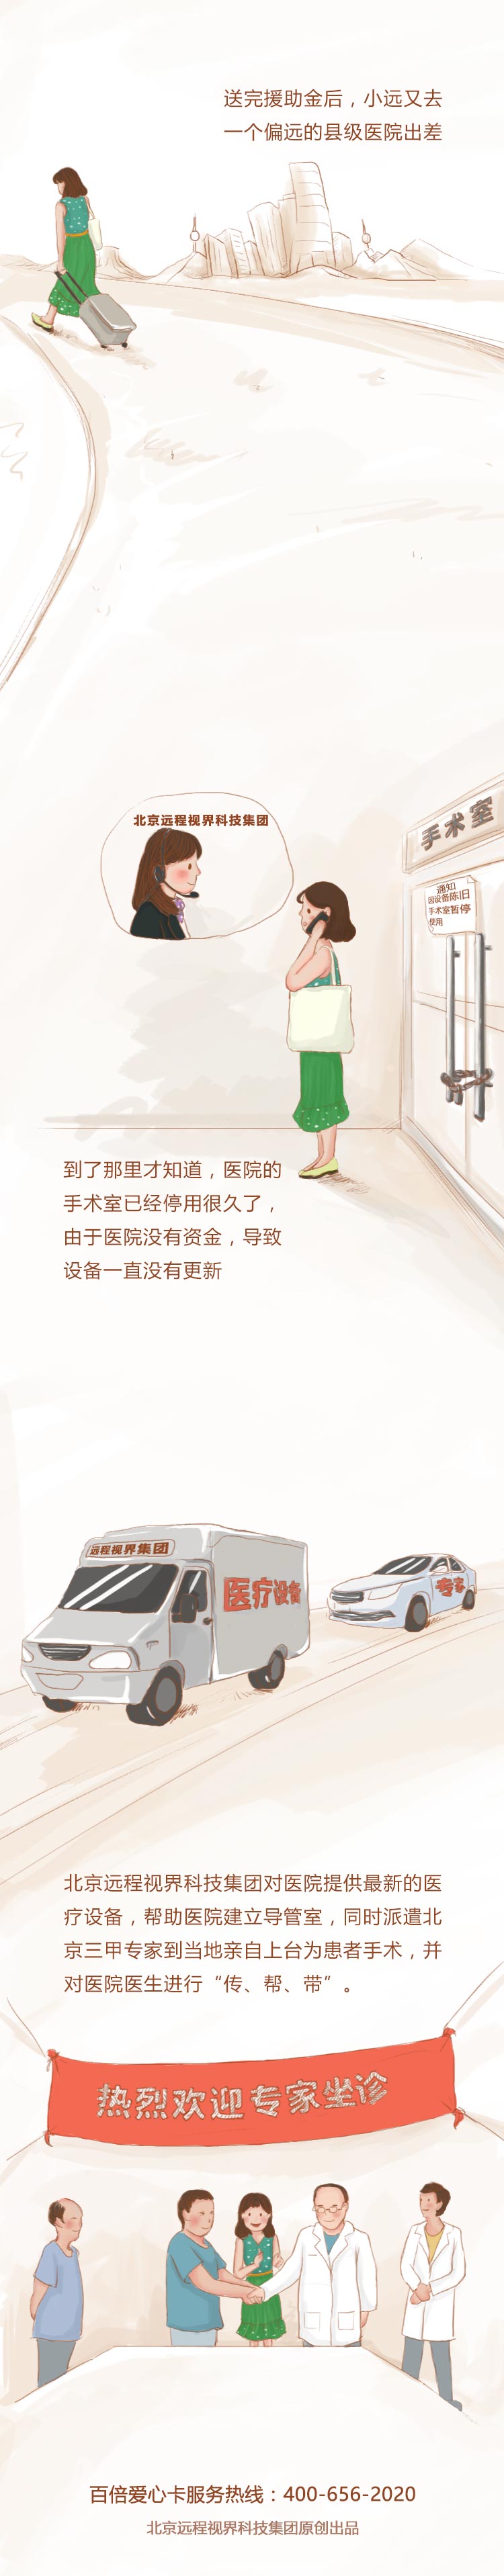 送完援助金后，小远又去
一个偏远的县级医院出差
北京远程视界科技集团
手术室
通知
因设备陈旧
手术室暂停
使用
到了那里才知道，医院的
手术室已经停用很久了，
由于医院没有资金，导致
设备一直没有更新
远程视界集团
医疗设备
专家
北京远程视界科技集团对医院提供最新的医
疗设备，帮助医院建立导管室，同时派遣北
京三甲专家到当地亲自上台为患者手术，并
对医院医生进行“传、帮、带”。
热烈欢迎专家坐诊
百倍爱心卡服务热线：400-656-2020
北京远程视界科技集团原创出品